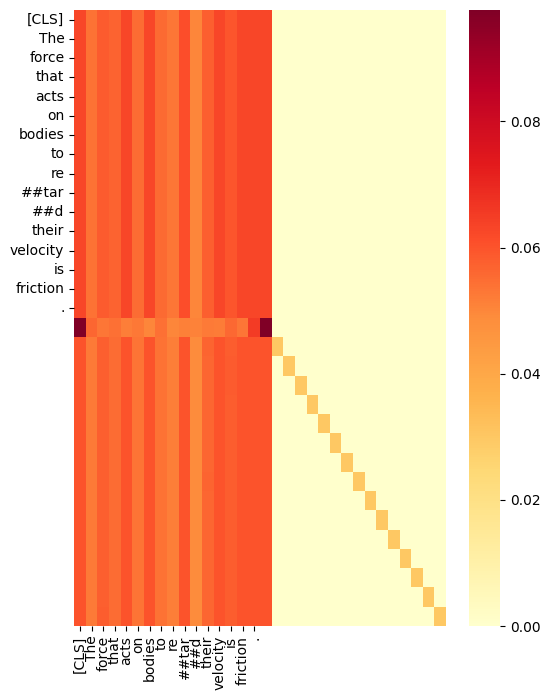 [CLS]
The
force
that
acts
on
bodies
to
re
##tar
##d
their
velocity
is
friction
.
0.08
0.06
0.04
0.02
0.00
[CLS]
The
force
that
acts
on
bodies
to
re
##tar
##d
their
velocity
is
friction
.